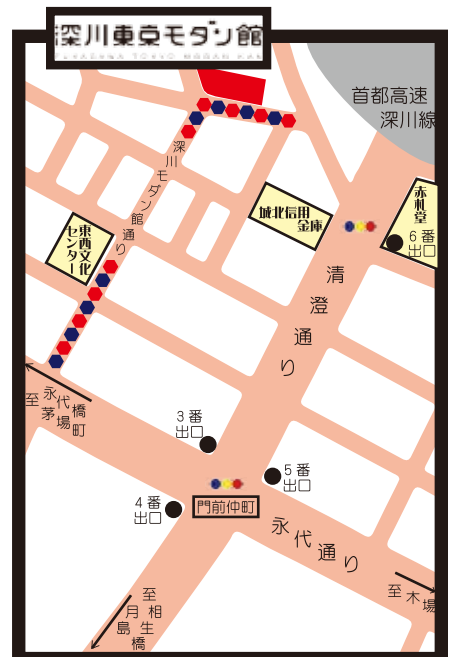 深川東京モダン館
FUKAGAWA TOKYO MODAN KAN
首都高速
深川線
深川モダン館通り
赤札堂
城北信用
金庫
6番
出口
東西文化
センター
清澄通り
至永代橋
茅場町
3番
出口
5番
出口
4番
出口
門前仲町
永代通り
至木場
至相生橋
月島